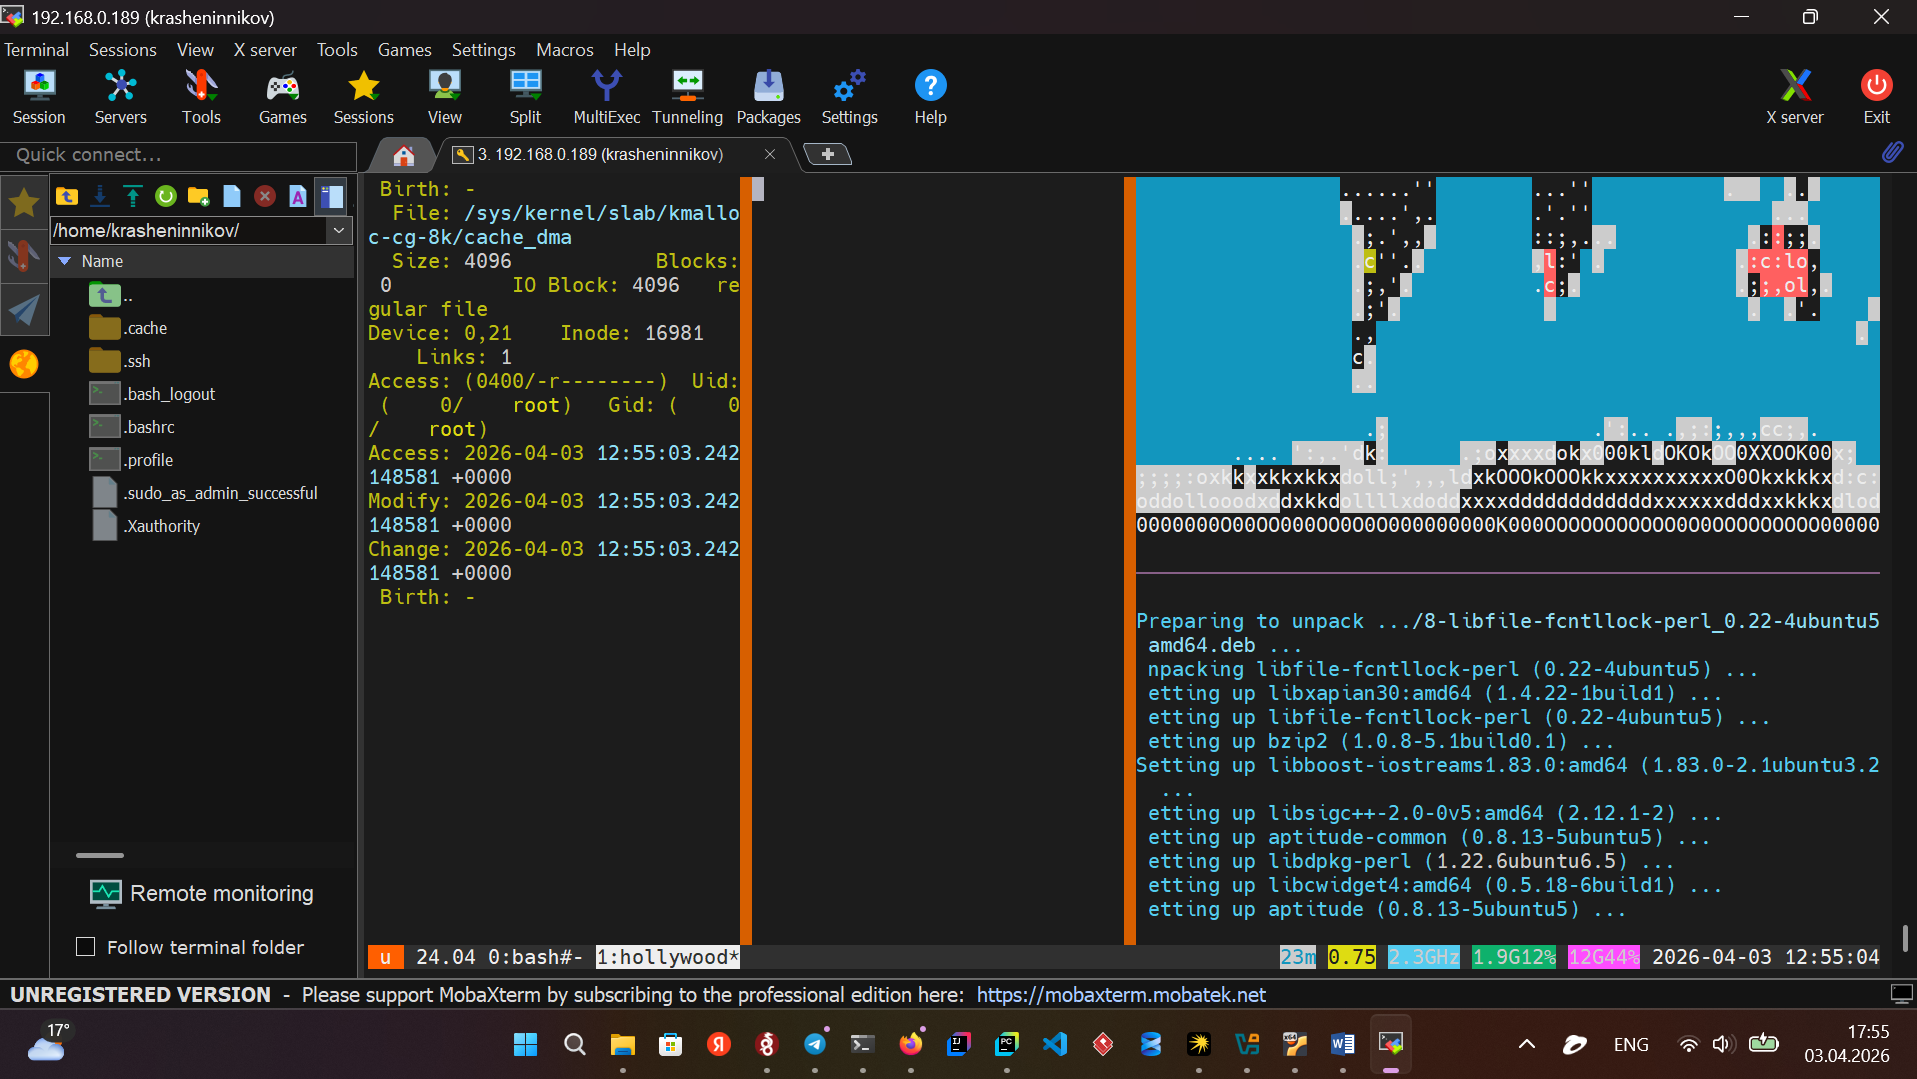 192.168.0.189 (krasheninnikov)
Terminal Sessions View X server Tools Games Settings Macros Help
Session Servers Tools Games Sessions View Split MultiExec Tunneling Packages Settings Help X server Exit
Quick connect...
3. 192.168.0.189 (krasheninnikov)
/home/krasheninnikov/
Name
..
.cache
.ssh
.bash_logout
.bashrc
.profile
.sudo_as_admin_successful
.Xauthority
Remote monitoring
Follow terminal folder
Birth: -
File: /sys/kernel/slab/kmallo
c-cg-8k/cache_dma
Size: 4096 Blocks:
0 IO Block: 4096 re
gular file
Device: 0,21 Inode: 16981
Links: 1
Access: (0400/-r--------) Uid:
( 0/ root) Gid: ( 0
/ root)
Access: 2026-04-03 12:55:03.242
148581 +0000
Modify: 2026-04-03 12:55:03.242
148581 +0000
Change: 2026-04-03 12:55:03.242
148581 +0000
Birth: -
Preparing to unpack .../8-libfile-fcntllock-perl_0.22-4ubuntu5
amd64.deb ...
npacking libfile-fcntllock-perl (0.22-4ubuntu5) ...
etting up libxapian30:amd64 (1.4.22-1build1) ...
etting up libfile-fcntllock-perl (0.22-4ubuntu5) ...
etting up bzip2 (1.0.8-5.1build0.1) ...
Setting up libboost-iostreams1.83.0:amd64 (1.83.0-2.1ubuntu3.2
...
etting up libsigc++-2.0-0v5:amd64 (2.12.1-2) ...
etting up aptitude-common (0.8.13-5ubuntu5) ...
etting up libdpkg-perl (1.22.6ubuntu6.5) ...
etting up libcwidget4:amd64 (0.5.18-6build1) ...
etting up aptitude (0.8.13-5ubuntu5) ...
u 24.04 0:bash#- 1:hollywood* 23m 0.75 2.3GHz 1.9G12% 12G44% 2026-04-03 12:55:04
UNREGISTERED VERSION - Please support MobaXterm by subscribing to the professional edition here: https://mobaxterm.mobatek.net
17°
ENG
17:55
03.04.2026